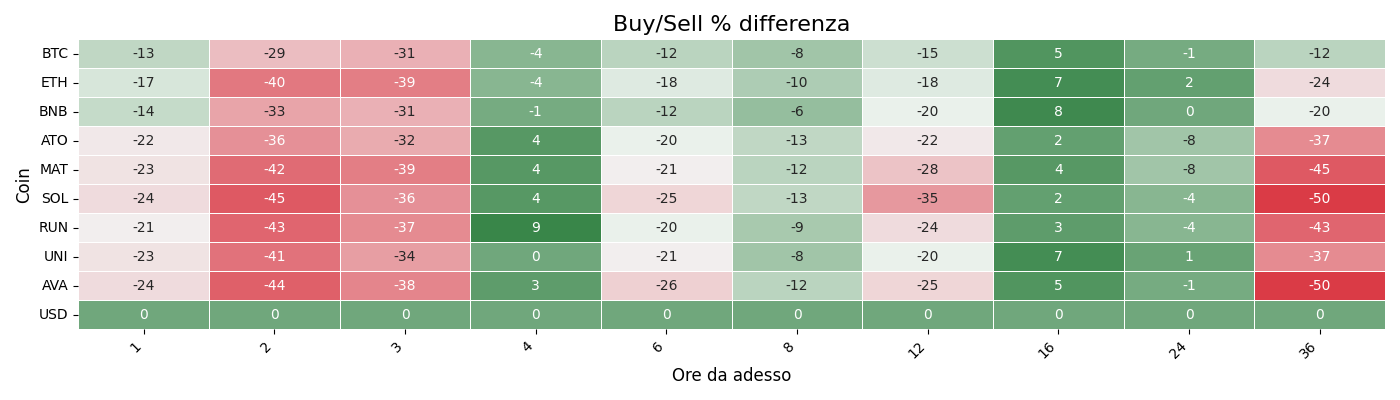 Buy/Sell % differenza
Coin
BTC -13 -29 -31 -4 -12 -8 -15 5 -1 -12
ETH -17 -40 -39 -4 -18 -10 -18 7 2 -24
BNB -14 -33 -31 -1 -12 -6 -20 8 0 -20
ATO -22 -36 -32 4 -20 -13 -22 2 -8 -37
MAT -23 -42 -39 4 -21 -12 -28 4 -8 -45
SOL -24 -45 -36 4 -25 -13 -35 2 -4 -50
RUN -21 -43 -37 9 -20 -9 -24 3 -4 -43
UNI -23 -41 -34 0 -21 -8 -20 7 1 -37
AVA -24 -44 -38 3 -26 -12 -25 5 -1 -50
USD 0 0 0 0 0 0 0 0 0 0
1 2 3 4 6 8 12 16 24 36
Ore da adesso